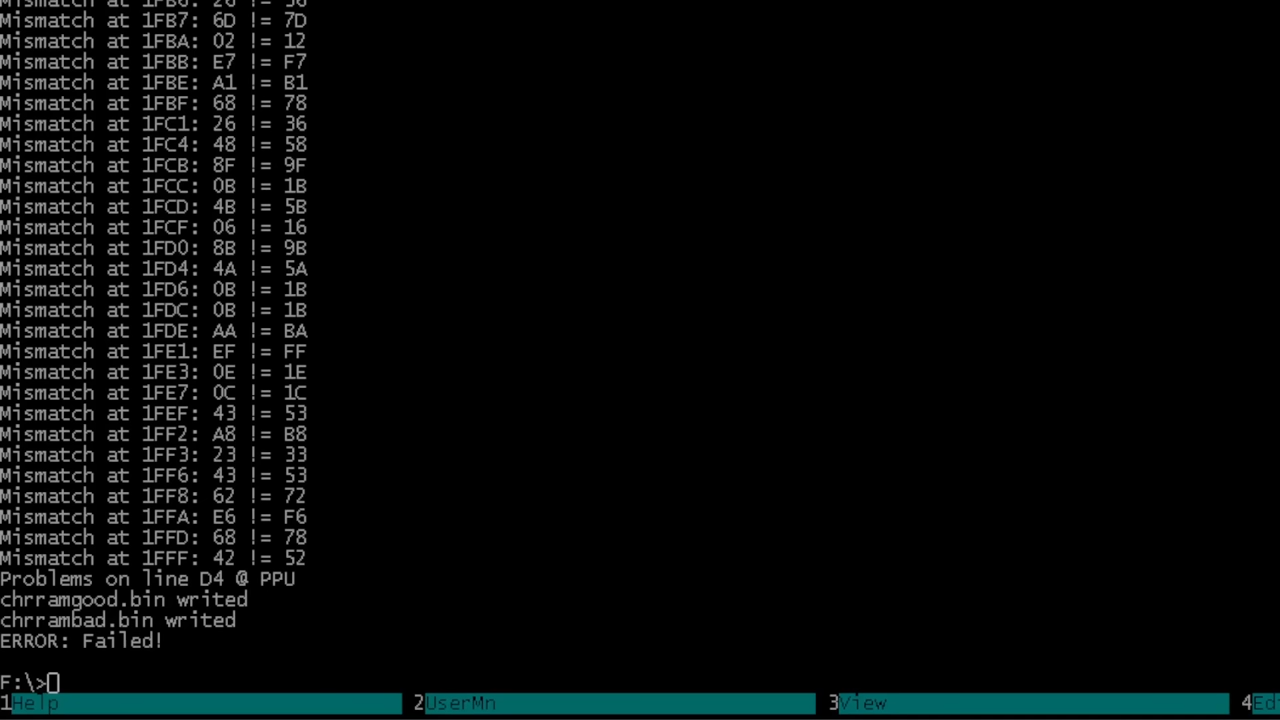 Mismatch at 1FB6: 26 != 36
Mismatch at 1FB7: 6D != 7D
Mismatch at 1FBA: 02 != 12
Mismatch at 1FBB: E7 != F7
Mismatch at 1FBE: A1 != B1
Mismatch at 1FBF: 68 != 78
Mismatch at 1FC1: 26 != 36
Mismatch at 1FC4: 48 != 58
Mismatch at 1FCB: 8F != 9F
Mismatch at 1FCC: 0B != 1B
Mismatch at 1FCD: 4B != 5B
Mismatch at 1FCF: 06 != 16
Mismatch at 1FD0: 8B != 9B
Mismatch at 1FD4: 4A != 5A
Mismatch at 1FD6: 0B != 1B
Mismatch at 1FDC: 0B != 1B
Mismatch at 1FDE: AA != BA
Mismatch at 1FE1: EF != FF
Mismatch at 1FE3: 0E != 1E
Mismatch at 1FE7: 0C != 1C
Mismatch at 1FEF: 43 != 53
Mismatch at 1FF2: A8 != B8
Mismatch at 1FF3: 23 != 33
Mismatch at 1FF6: 43 != 53
Mismatch at 1FF8: 62 != 72
Mismatch at 1FFA: E6 != F6
Mismatch at 1FFD: 68 != 78
Mismatch at 1FFF: 42 != 52
Problems on line D4 @ PPU
chrramgood.bin writed
chrrambad.bin writed
ERROR: Failed!
F:\>
1Help 2UserMn 3View 4Ed